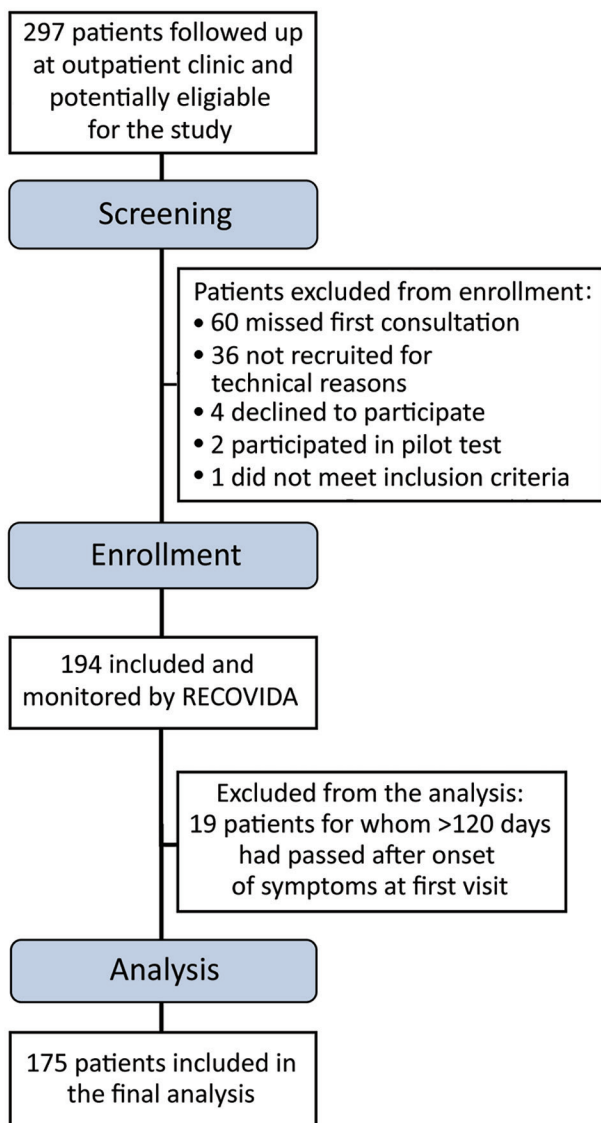 297 patients followed up
at outpatient clinic and
potentially eligiable
for the study
Screening
Patients excluded from enrollment:
• 60 missed first consultation
• 36 not recruited for
technical reasons
• 4 declined to participate
• 2 participated in pilot test
• 1 did not meet inclusion criteria
Enrollment
194 included and
monitored by RECOVIDA
Excluded from the analysis:
19 patients for whom >120 days
had passed after onset
of symptoms at first visit
Analysis
175 patients included in
the final analysis